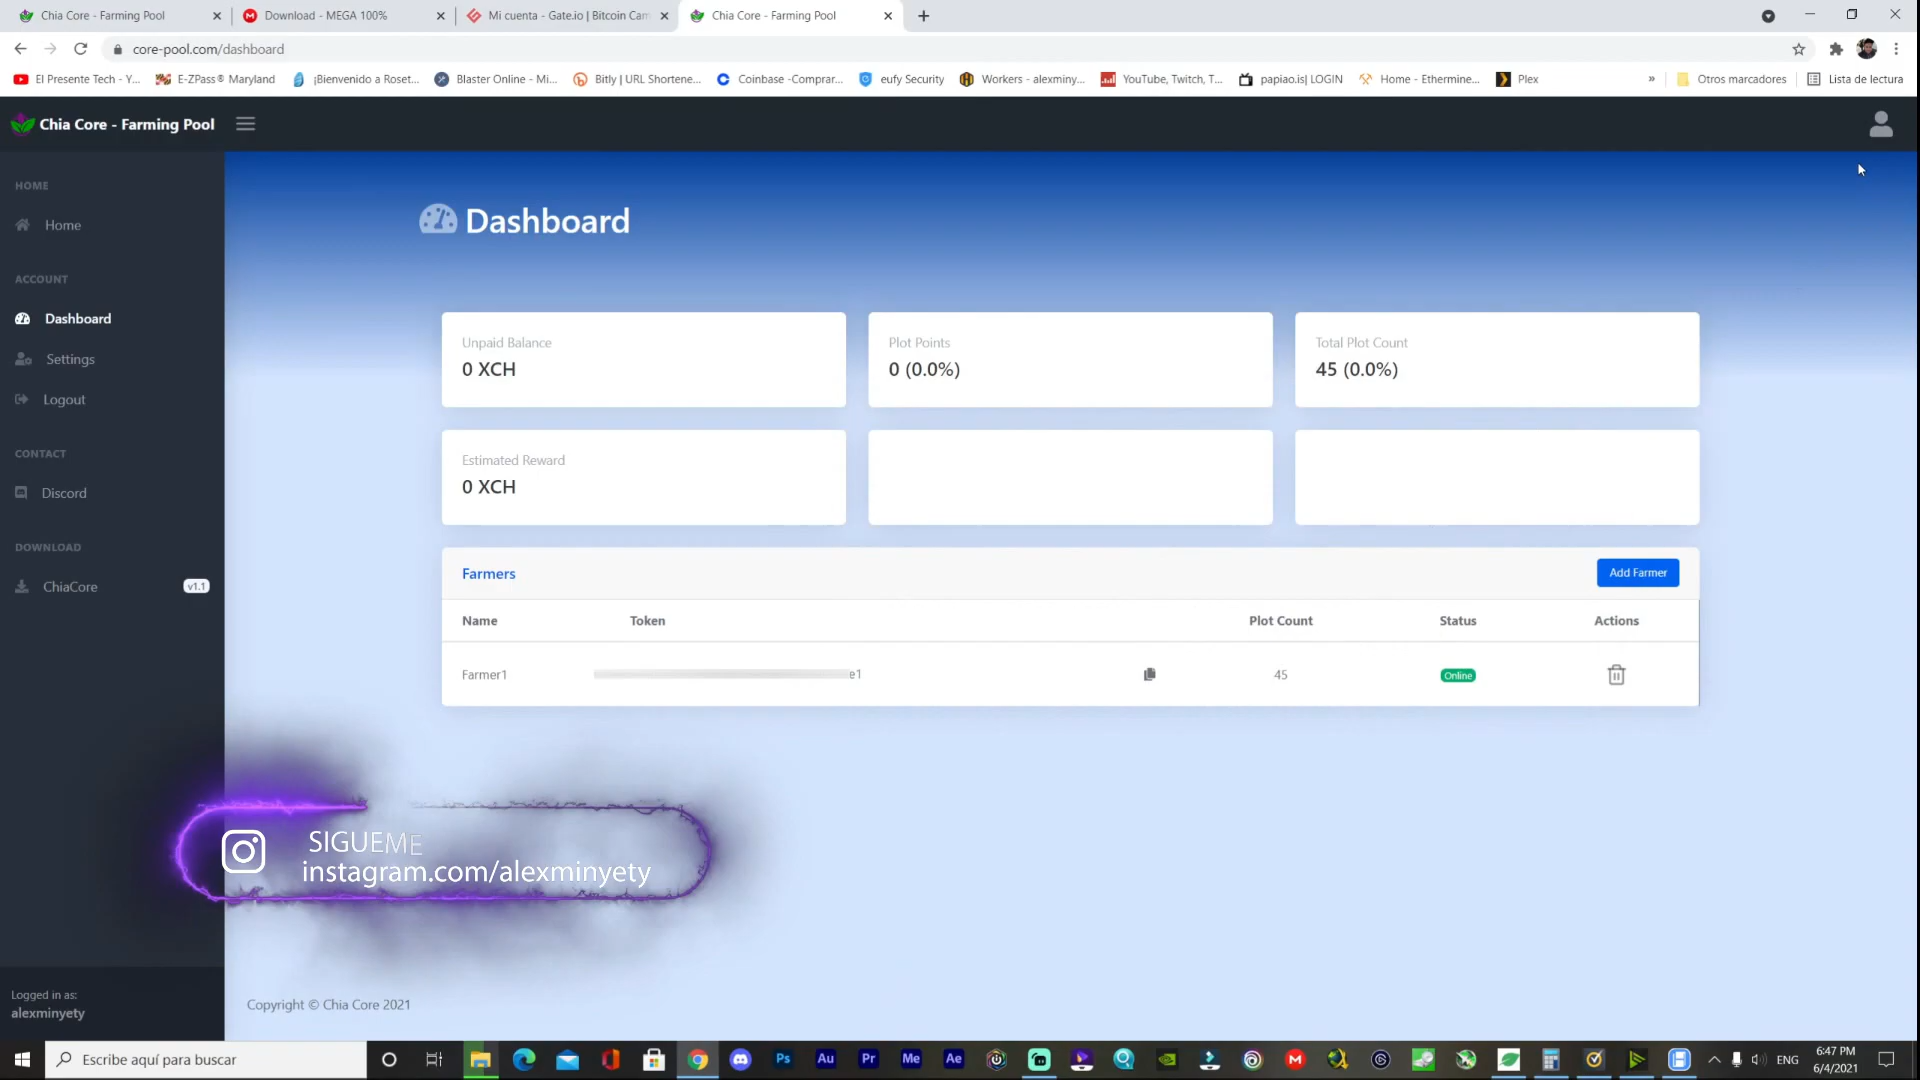 Chia Core - Farming Pool
Download - MEGA 100%
Mi cuenta - Gate.io | Bitcoin Cam
Chia Core - Farming Pool
core-pool.com/dashboard
El Presente Tech - Y...
E-ZPass® Maryland
¡Bienvenido a Roset...
Blaster Online - Mi...
Bitly | URL Shortene...
Coinbase -Comprar...
eufy Security
Workers - alexminy...
YouTube, Twitch, T...
papiao.is| LOGIN
Home - Ethermine...
Plex
»
Otros marcadores
Lista de lectura
Chia Core - Farming Pool
HOME
Home
ACCOUNT
Dashboard
Settings
Logout
CONTACT
Discord
DOWNLOAD
ChiaCore
v1.1
Dashboard
Unpaid Balance
0 XCH
Plot Points
0 (0.0%)
Total Plot Count
45 (0.0%)
Estimated Reward
0 XCH
Farmers
Add Farmer
Name Token Plot Count Status Actions
Farmer1 e1 45 Online
SIGUEME
instagram.com/alexminyety
Logged in as:
alexminyety
Copyright © Chia Core 2021
Escribe aquí para buscar
Ps
Au
Pr
Me
Ae
ENG
6:47 PM
6/4/2021